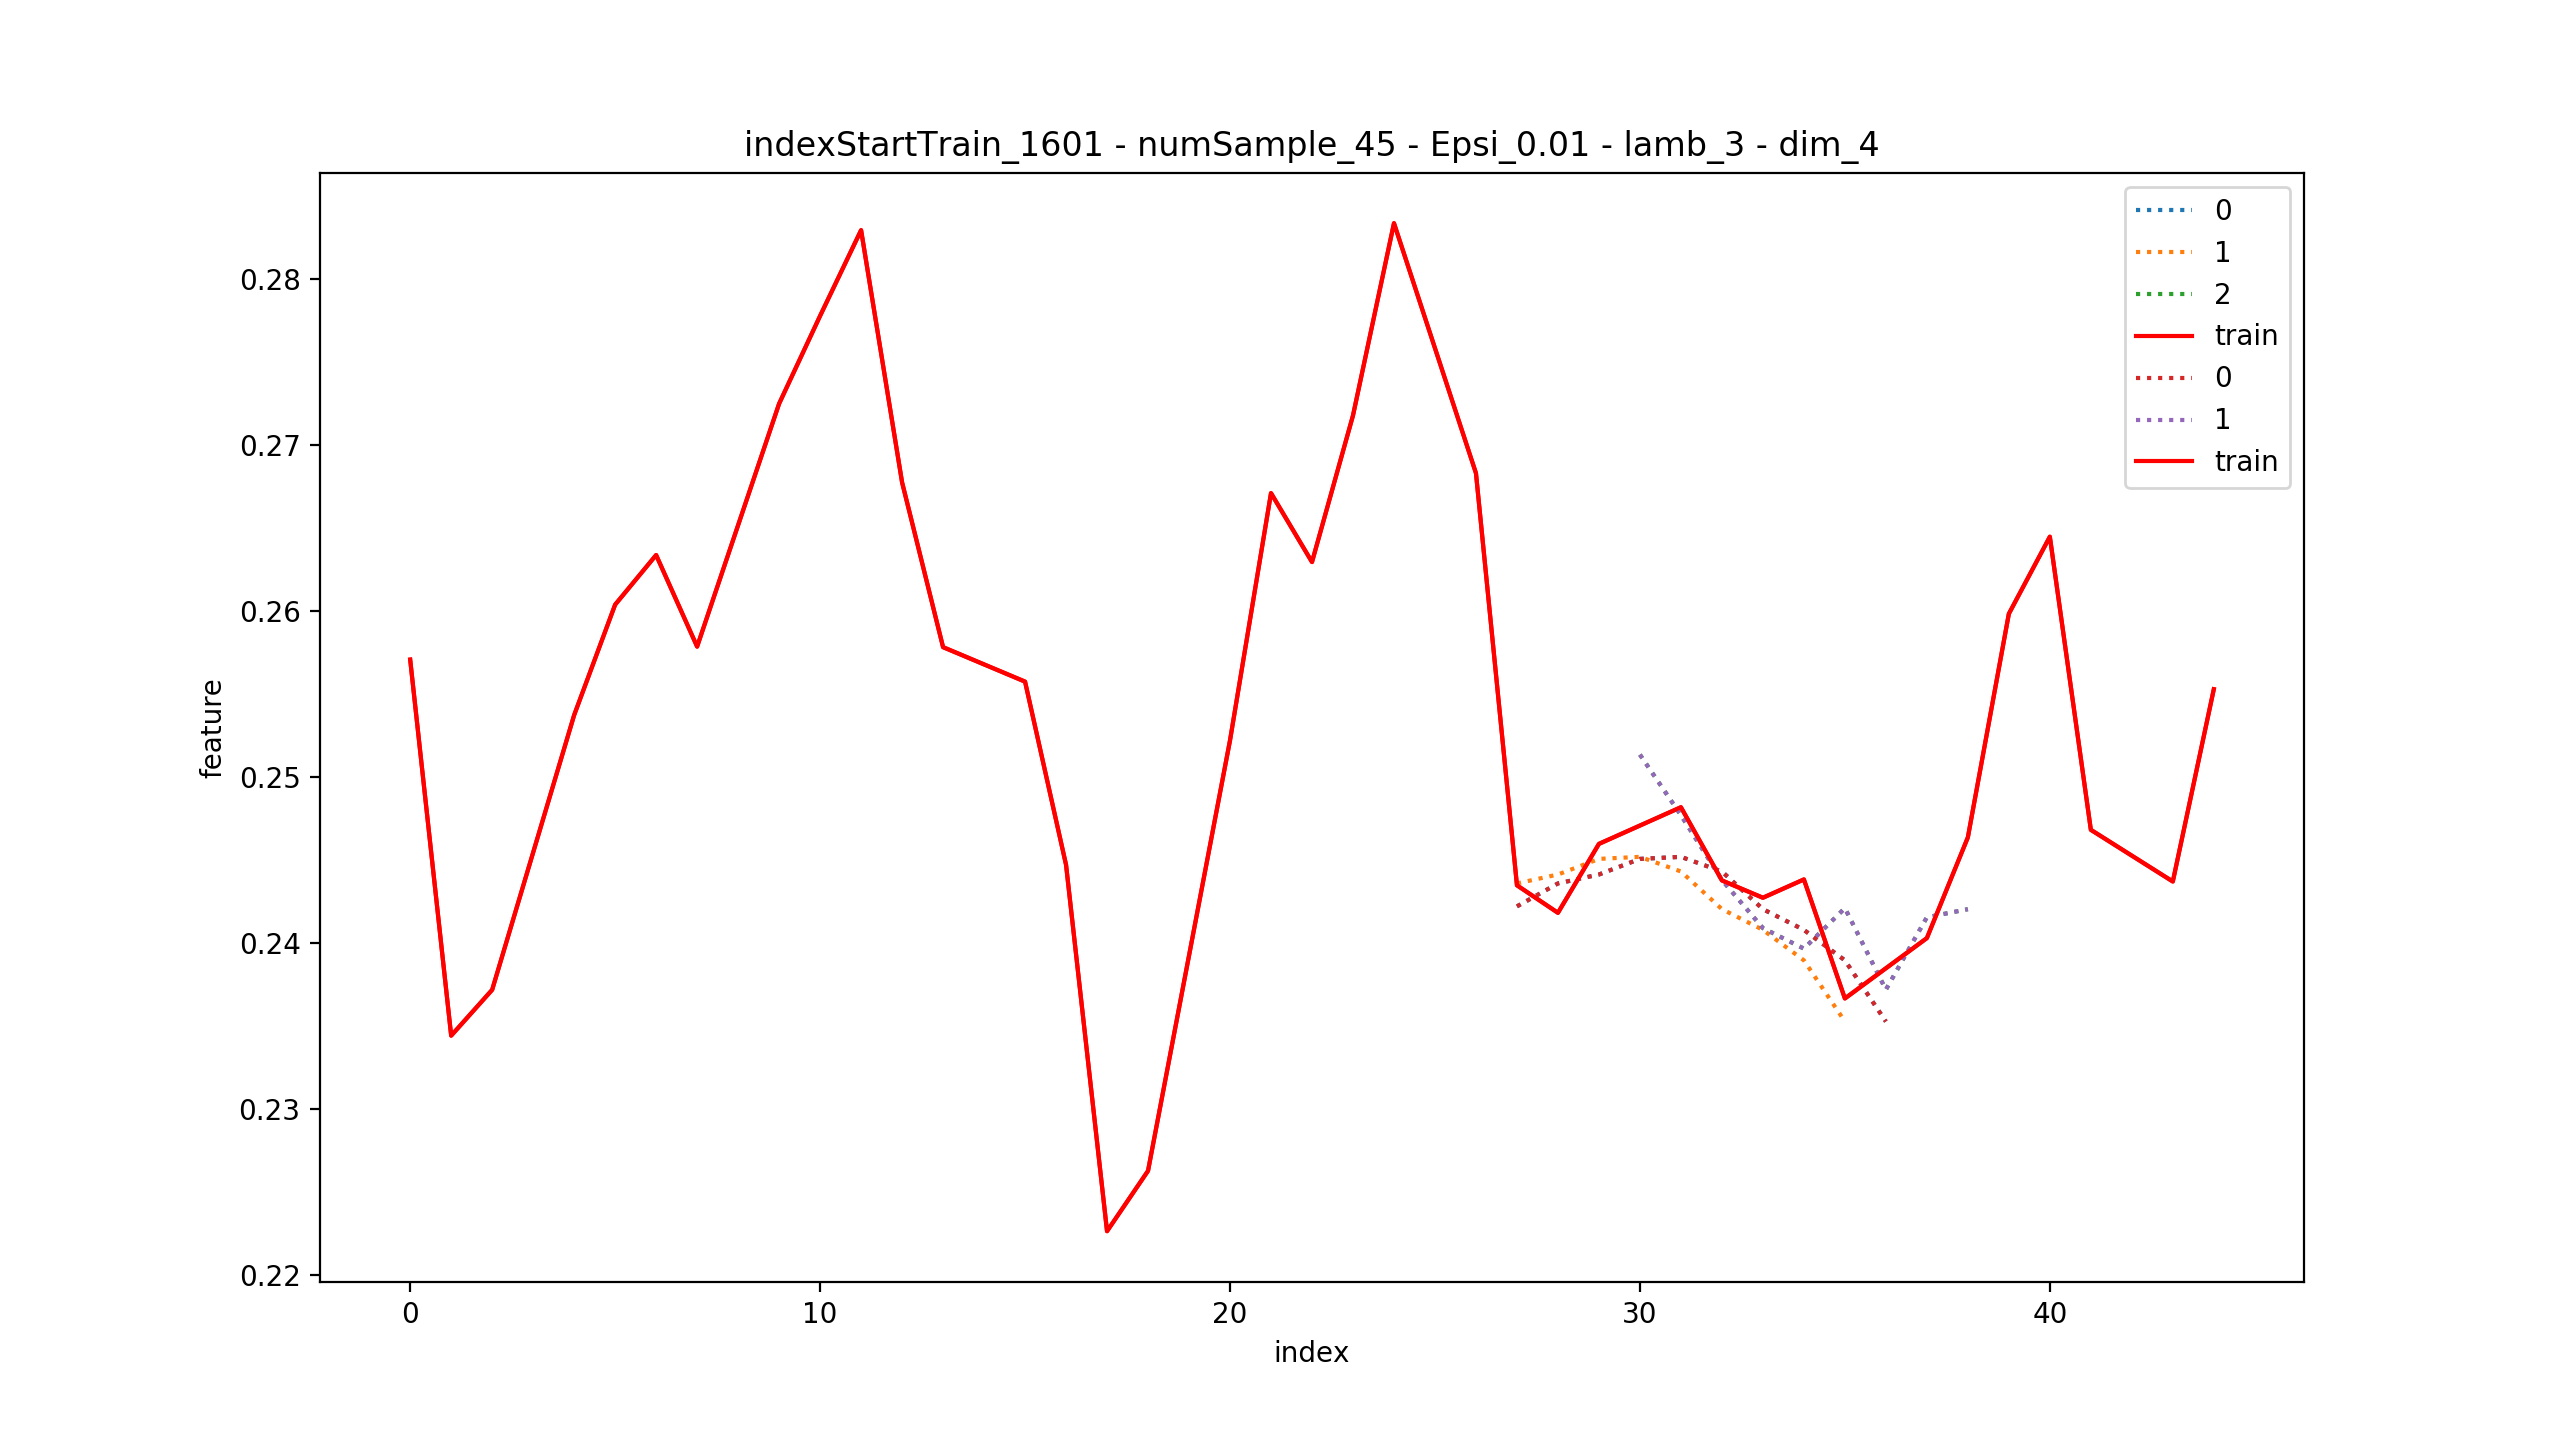 indexStartTrain_1601 - numSample_45 - Epsi_0.01 - lamb_3 - dim_4
0
1
2
train
0
1
train
0.28
0.27
0.26
0.25
0.24
0.23
0.22
feature
0 10 20 30 40
index